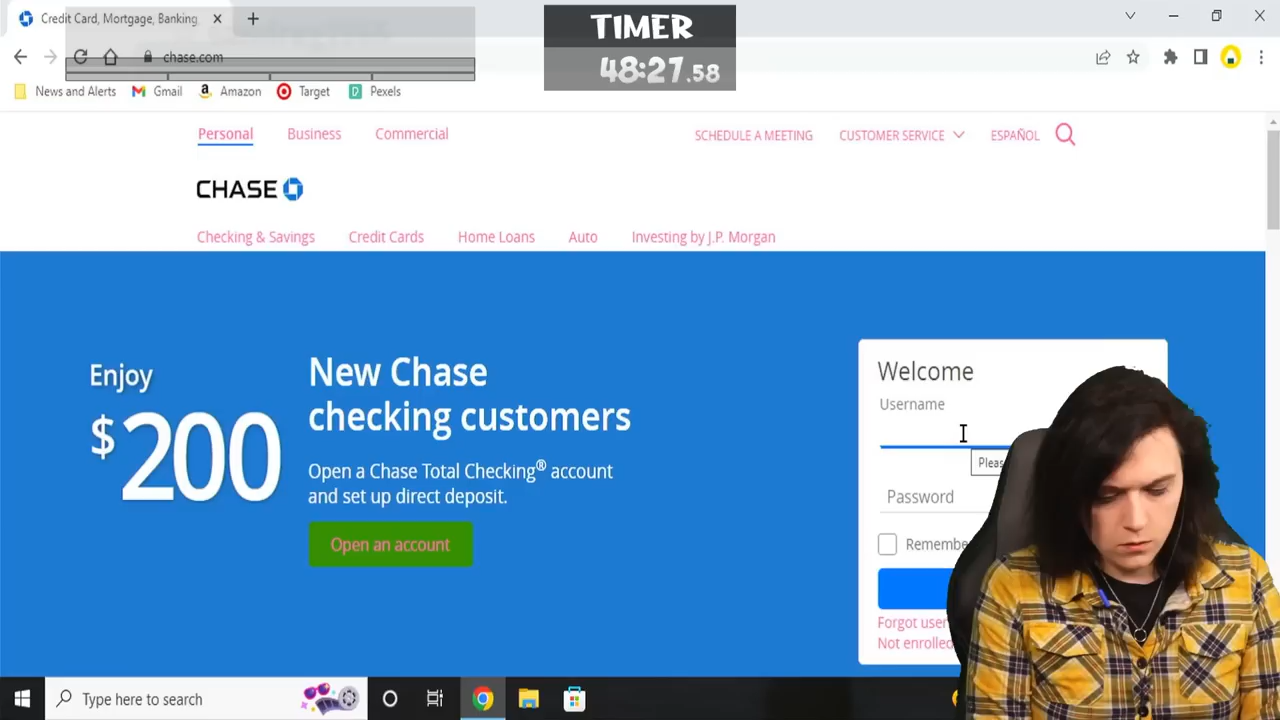 Credit Card, Mortgage, Banking,
TIMER
48:27.58
chase.com
News and Alerts
Gmail
Amazon
Target
Pexels
Personal
Business
Commercial
SCHEDULE A MEETING
CUSTOMER SERVICE
ESPAÑOL
CHASE
Checking & Savings
Credit Cards
Home Loans
Auto
Investing by J.P. Morgan
Enjoy
$200
New Chase
checking customers
Open a Chase Total Checking® account
and set up direct deposit.
Open an account
Welcome
Username
Password
Forgot
Not enrolled
Type here to search